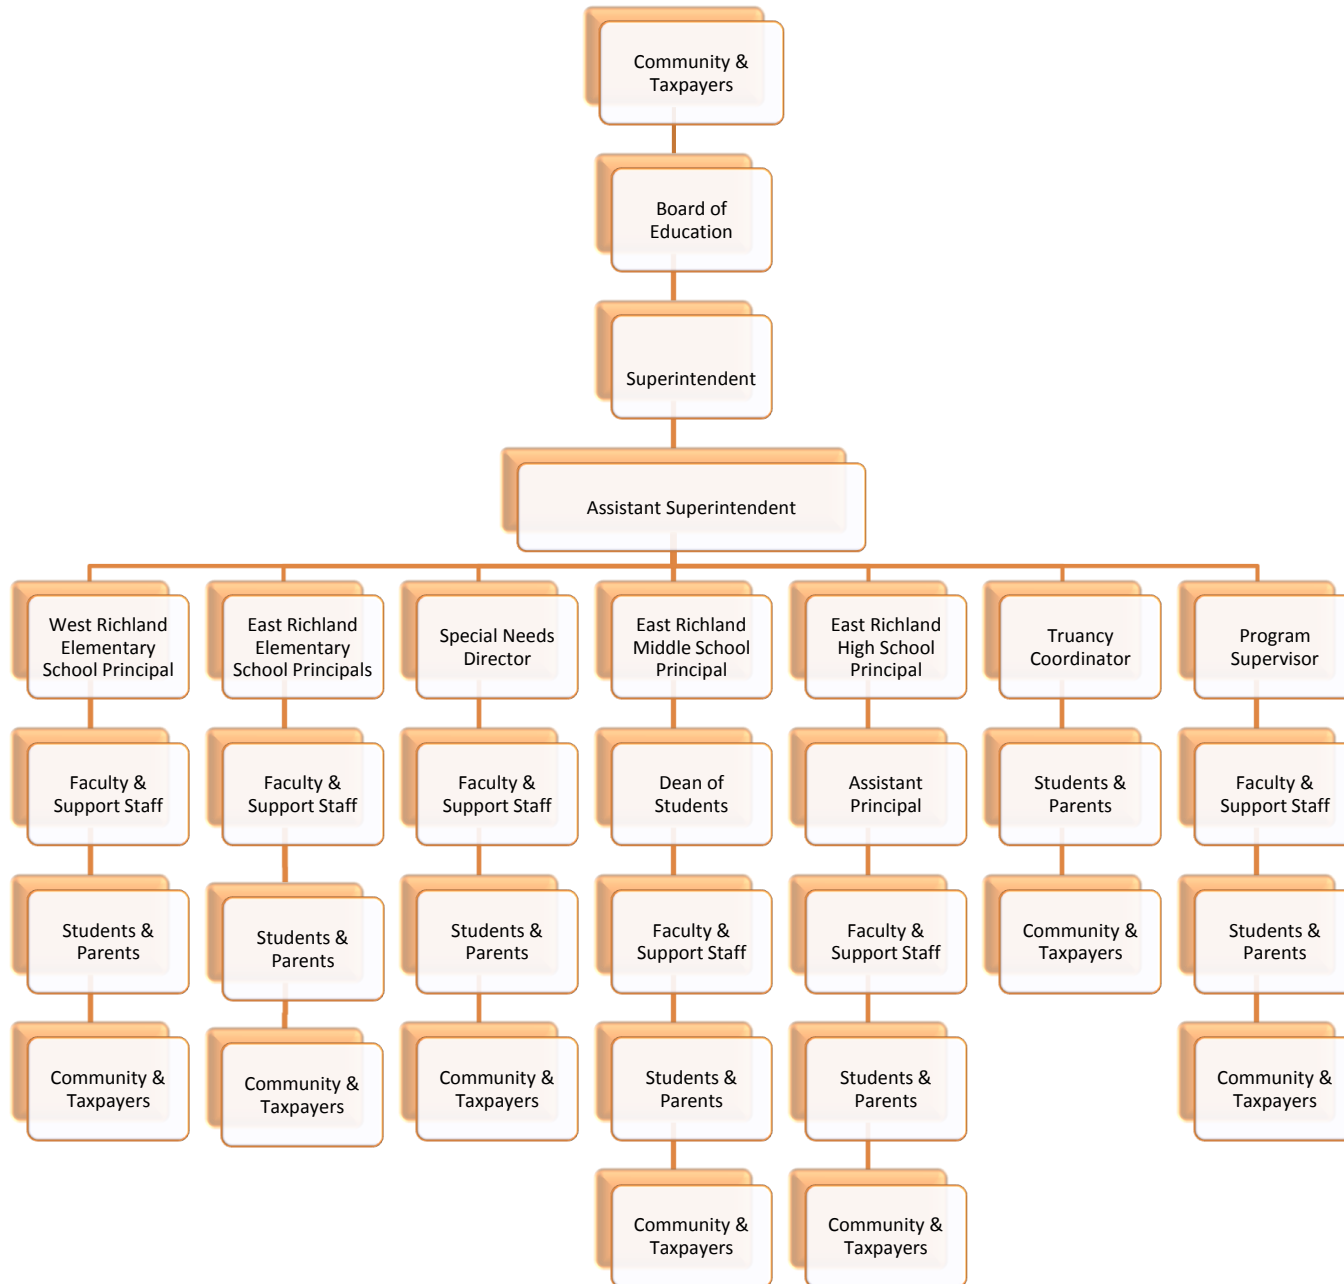 Community &
Taxpayers
Board of
Education
Superintendent
Assistant Superintendent
West Richland
Elementary
School Principal
East Richland
Elementary
School Principals
Special Needs
Director
East Richland
Middle School
Principal
East Richland
High School
Principal
Truancy
Coordinator
Program
Supervisor
Faculty &
Support Staff
Faculty &
Support Staff
Faculty &
Support Staff
Dean of
Students
Assistant
Principal
Students &
Parents
Faculty &
Support Staff
Students &
Parents
Students &
Parents
Students &
Parents
Faculty &
Support Staff
Faculty &
Support Staff
Community &
Taxpayers
Students &
Parents
Community &
Taxpayers
Community &
Taxpayers
Community &
Taxpayers
Students &
Parents
Students &
Parents
Community &
Taxpayers
Community &
Taxpayers
Community &
Taxpayers